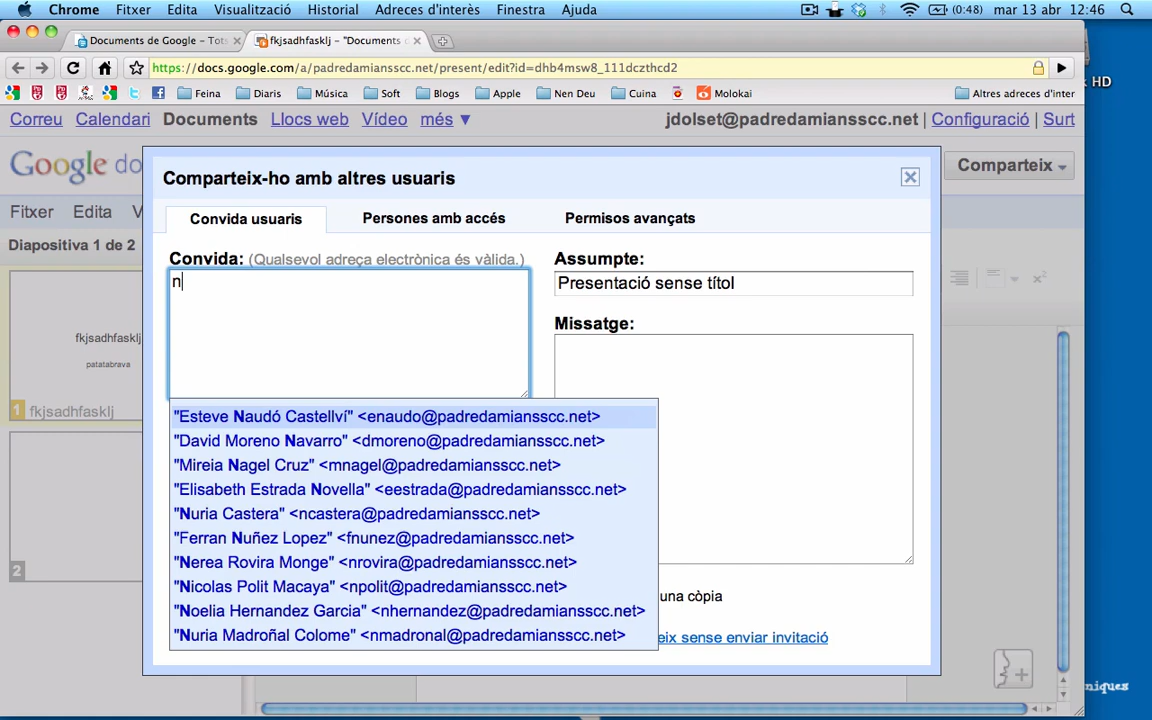 Chrome Fitxer Edita Visualització Historial Adreces d'interès Finestra Ajuda (0:48) mar 13 abr 12:46
Documents de Google – Tots
fkjsadhfasklj – "Documents d
https://docs.google.com/a/padredamiansscc.net/present/edit?id=dhb4msw8_111dczthcd2
HD
Feina Diaris Música Soft Blogs Apple Nen Deu Cuina Molokai Altres adreces d'inter
Correu Calendari Documents Llocs web Vídeo més ▼ jdolset@padredamiansscc.net | Configuració | Surt
Google do
Comparteix
Fitxer Edita V
Diapositiva 1 de 2
fkjsadhfasklj
patatabrava
1 fkjsadhfasklj
2
Comparteix-ho amb altres usuaris
Convida usuaris Persones amb accés Permisos avançats
Convida: (Qualsevol adreça electrònica és vàlida.)
n
Assumpte:
Presentació sense títol
Missatge:
"Esteve Naudó Castellví" <enaudo@padredamiansscc.net>
"David Moreno Navarro" <dmoreno@padredamiansscc.net>
"Mireia Nagel Cruz" <mnagel@padredamiansscc.net>
"Elisabeth Estrada Novella" <eestrada@padredamiansscc.net>
"Nuria Castera" <ncastera@padredamiansscc.net>
"Ferran Nuñez Lopez" <fnunez@padredamiansscc.net>
"Nerea Rovira Monge" <nrovira@padredamiansscc.net>
"Nicolas Polit Macaya" <npolit@padredamiansscc.net>
"Noelia Hernandez Garcia" <nhernandez@padredamiansscc.net>
"Nuria Madroñal Colome" <nmadronal@padredamiansscc.net>
una còpia
eix sense enviar invitació
x²
niques